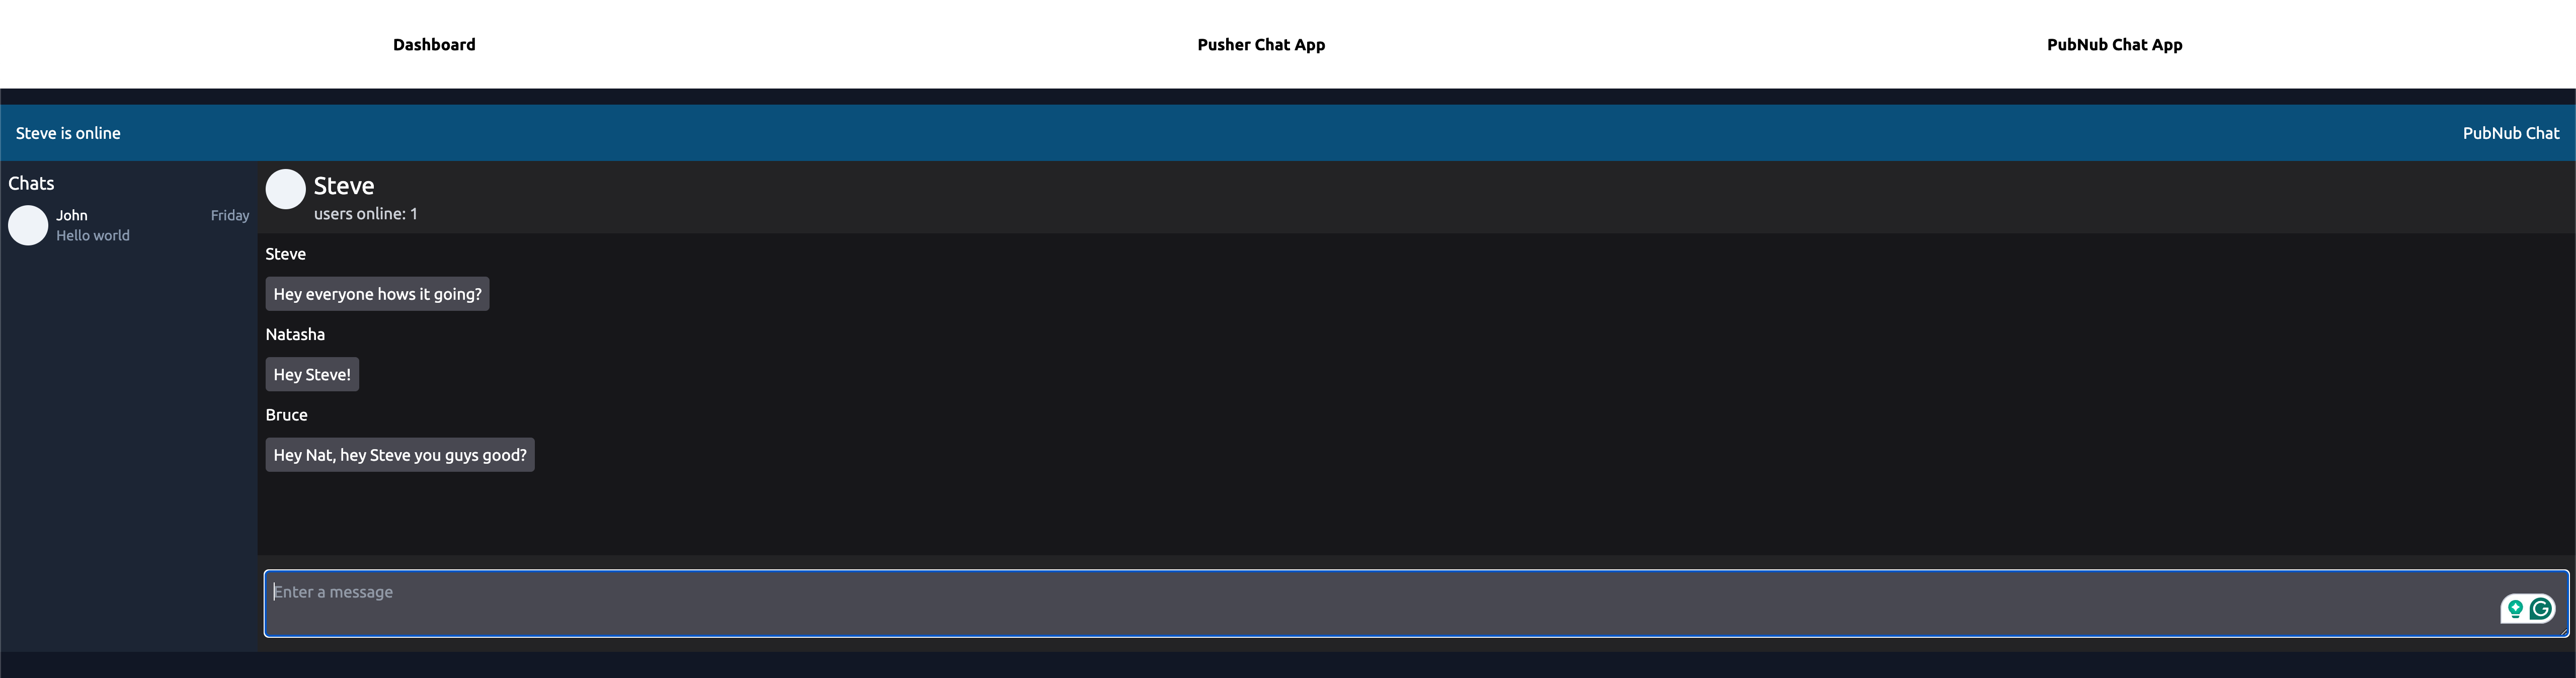 Dashboard
Pusher Chat App
PubNub Chat App
Steve is online
PubNub Chat
Chats
John
Friday
Hello world
Steve
users online: 1
Steve
Hey everyone hows it going?
Natasha
Hey Steve!
Bruce
Hey Nat, hey Steve you guys good?
Enter a message